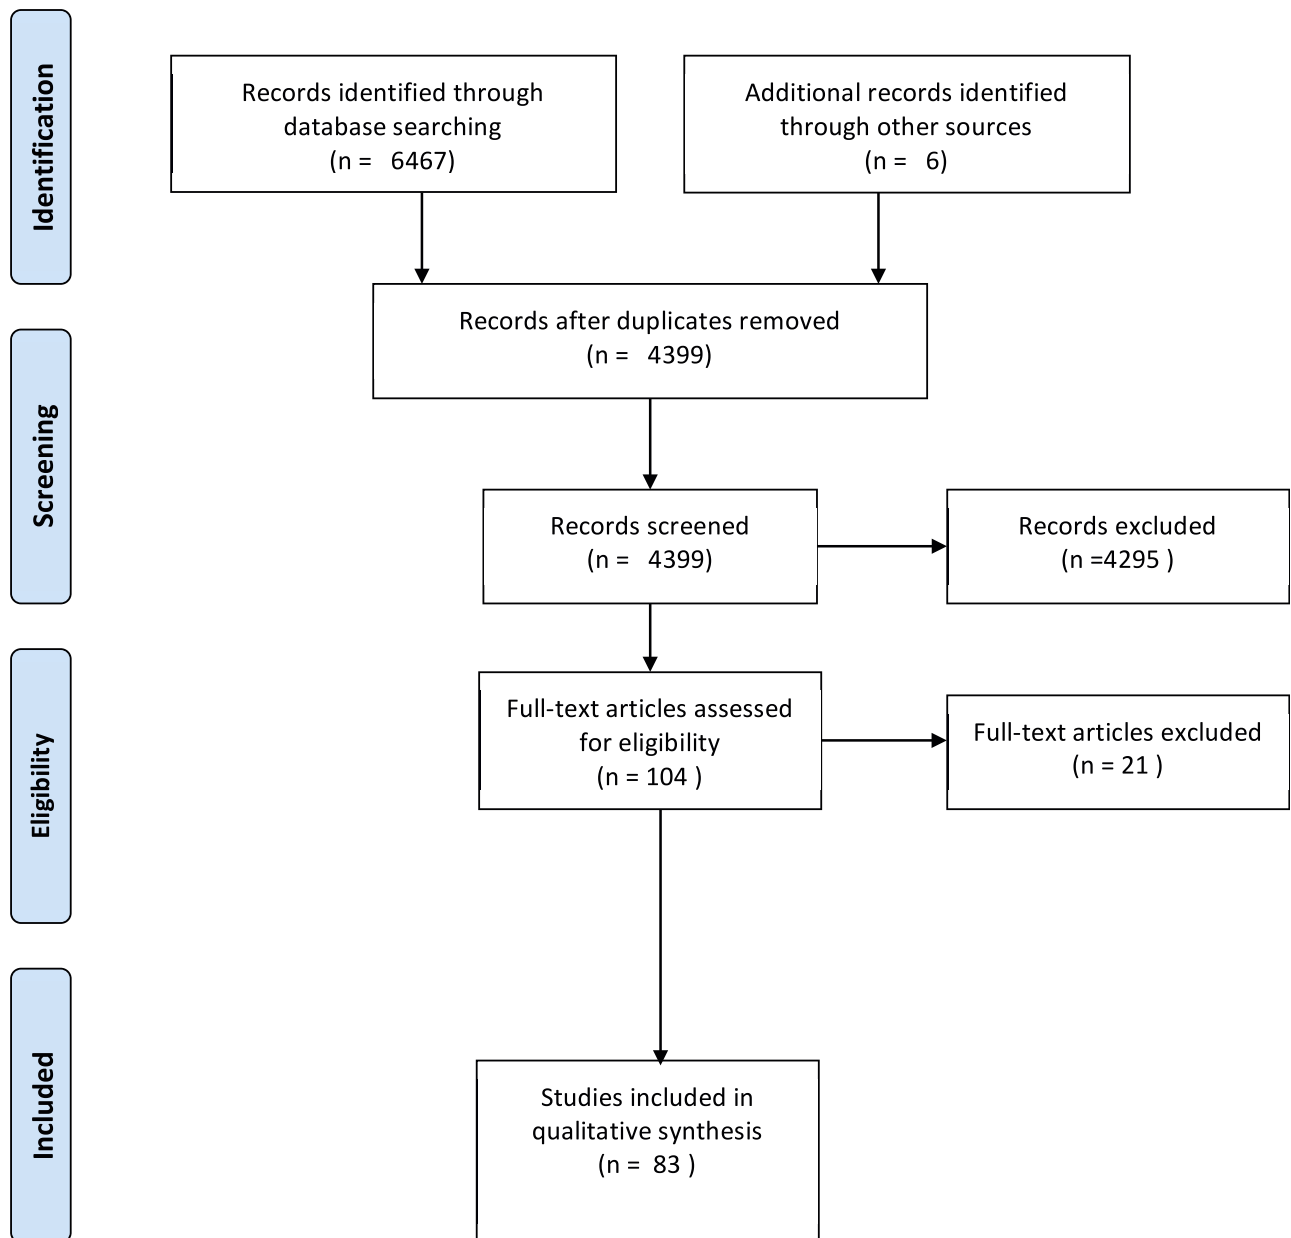 Identification
Records identified through
database searching
(n =   6467)
Additional records identified
through other sources
(n =   6)
Records after duplicates removed
(n =   4399)
Screening
Records screened
(n =   4399)
Records excluded
(n =4295 )
Eligibility
Full-text articles assessed
for eligibility
(n = 104 )
Full-text articles excluded
(n = 21 )
Included
Studies included in
qualitative synthesis
(n =  83 )